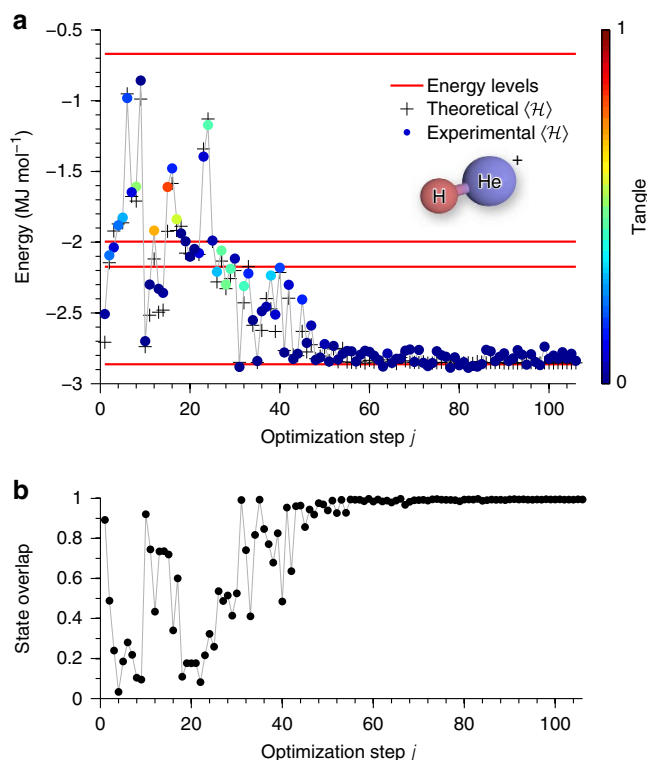 a
−0.5
−1
−1.5
−2
−2.5
−3
Energy (MJ mol⁻¹)
Energy levels
Theoretical ⟨ℋ⟩
Experimental ⟨ℋ⟩
H
He
+
0 20 40 60 80 100
Optimization step j
1
Tangle
0
b
1
0.8
0.6
0.4
0.2
0
State overlap
0 20 40 60 80 100
Optimization step j